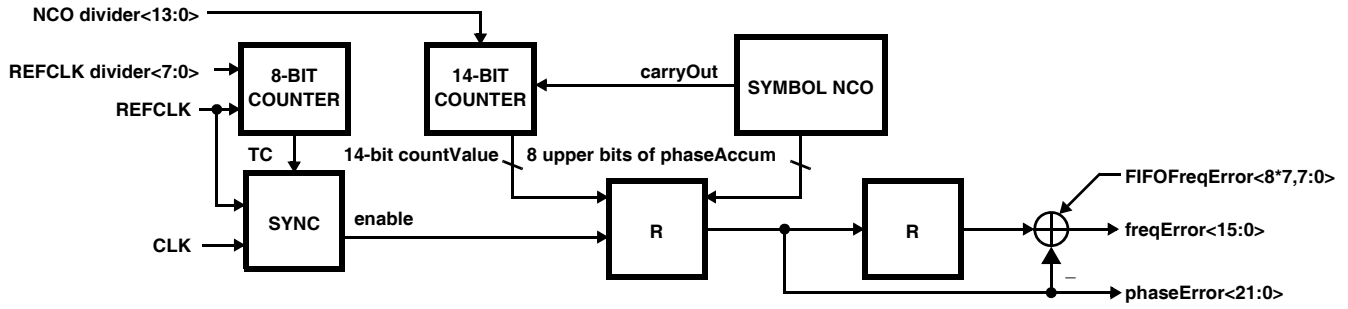 NCO divider<13:0>
REFCLK divider<7:0>
REFCLK
8-BIT
COUNTER
14-BIT
COUNTER
carryOut
SYMBOL NCO
TC
14-bit countValue
8 upper bits of phaseAccum
SYNC
CLK
enable
R
R
FIFOFreqError<8*7,7:0>
freqError<15:0>
–
phaseError<21:0>